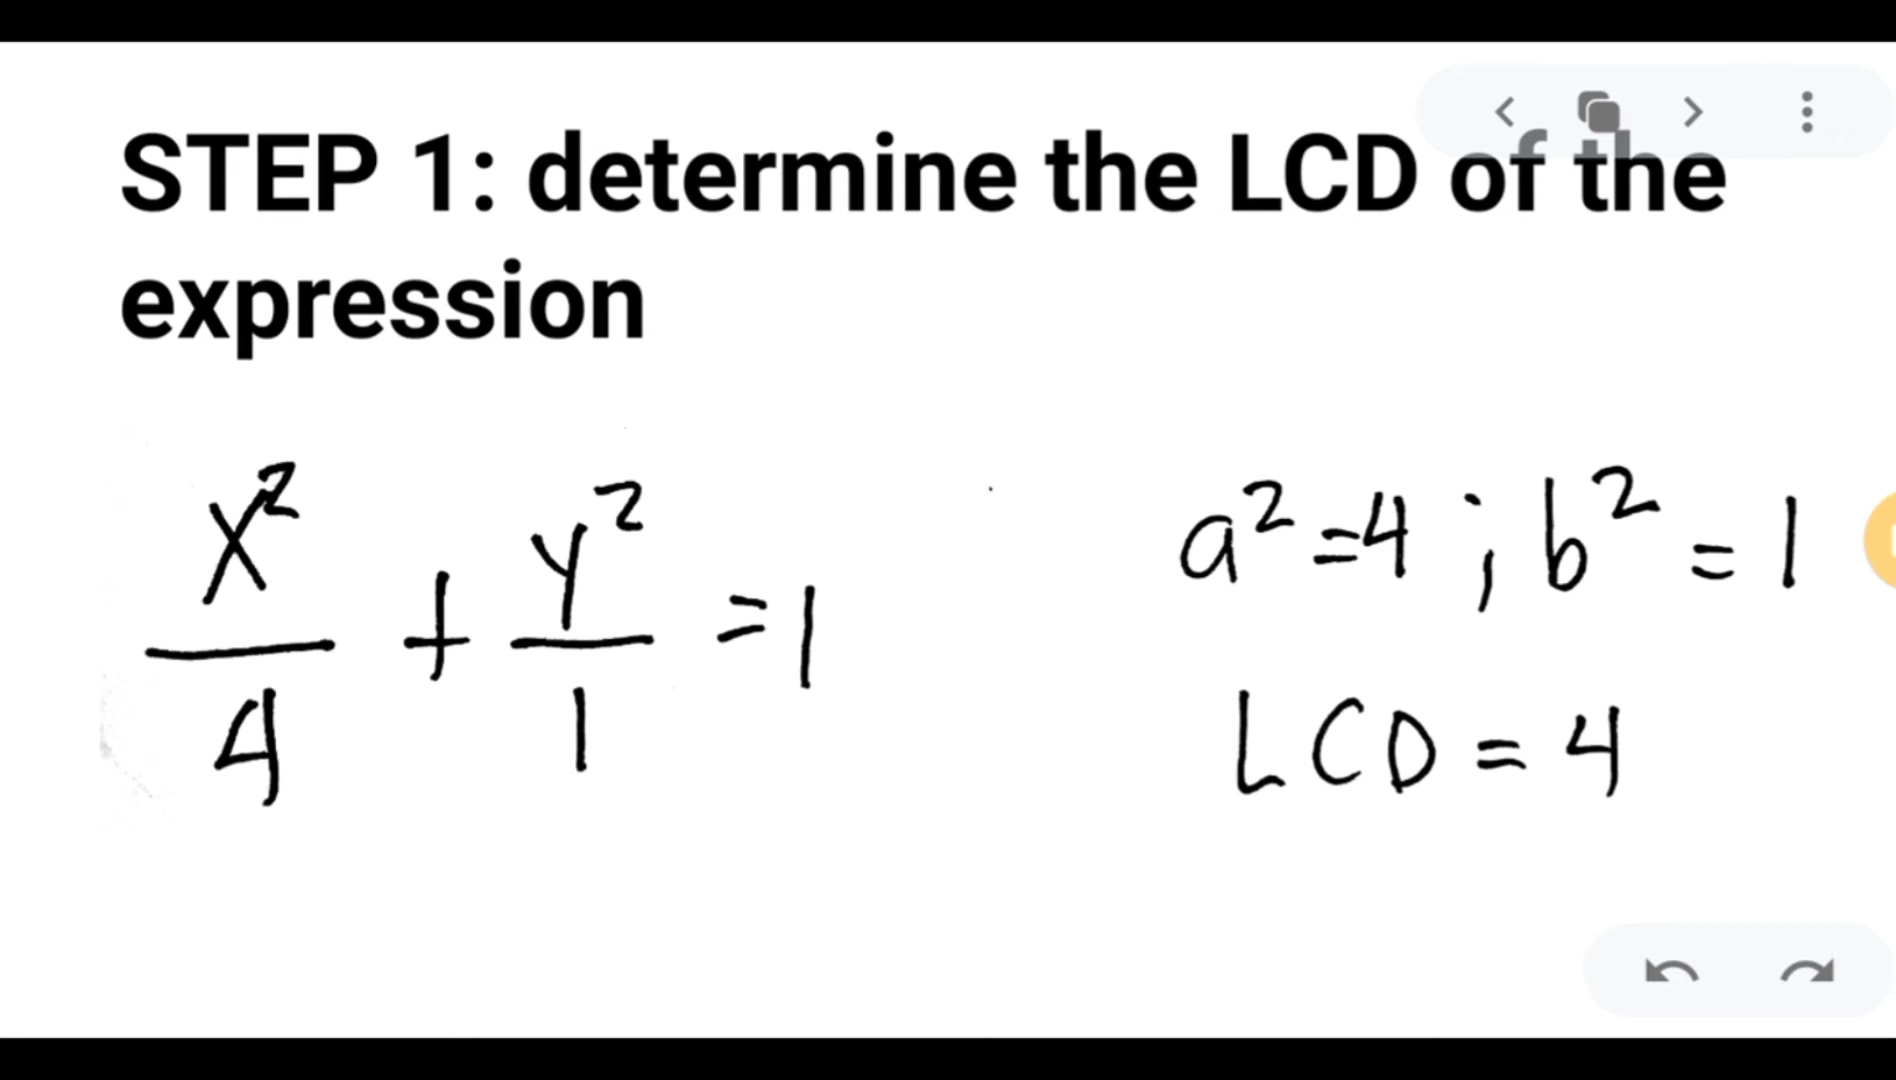 STEP 1: determine the LCD of the
expression
x²/4 + y²/1 = 1
a² = 4 ; b² = 1
LCD = 4